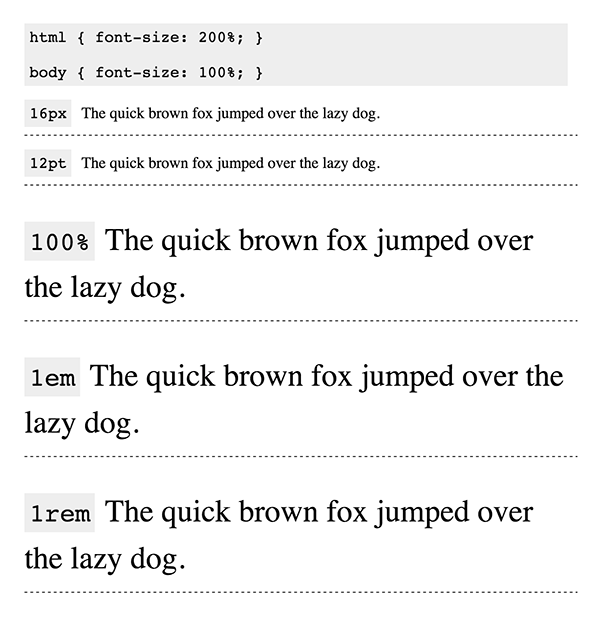 html { font-size: 200%; }
body { font-size: 100%; }
16px The quick brown fox jumped over the lazy dog.
12pt The quick brown fox jumped over the lazy dog.
100% The quick brown fox jumped over
the lazy dog.
1em The quick brown fox jumped over the
lazy dog.
1rem The quick brown fox jumped over
the lazy dog.